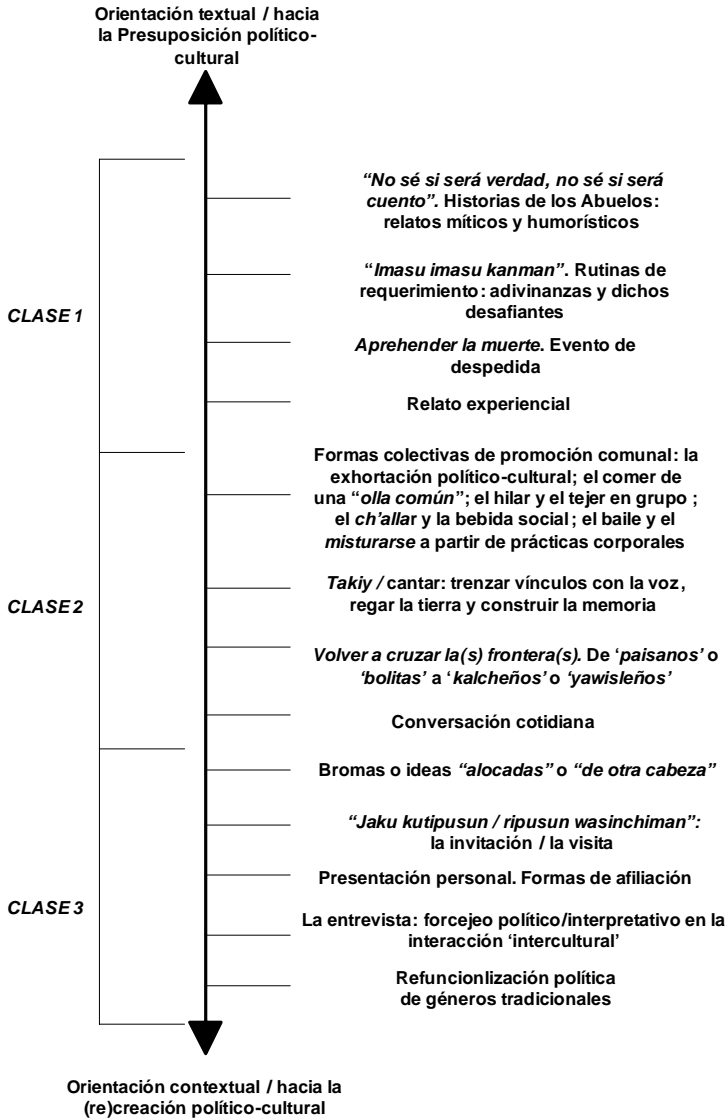 Orientación textual / hacia
la Presuposición político-
cultural
“No sé si será verdad, no sé si será
cuento”. Historias de los Abuelos:
relatos míticos y humorísticos
“Imasu imasu kanman”. Rutinas de
requerimiento: adivinanzas y dichos
desafiantes
CLASE 1
Aprehender la muerte. Evento de
despedida
Relato experiencial
Formas colectivas de promoción comunal: la
exhortación político-cultural; el comer de
una “olla común”; el hilar y el tejer en grupo ;
el ch’allar y la bebida social; el baile y el
misturarse a partir de prácticas corporales
Takiy / cantar: trenzar vínculos con la voz,
regar la tierra y construir la memoria
CLASE 2
Volver a cruzar la(s) frontera(s). De ‘paisanos’ o
‘bolitas’ a ‘kalcheños’ o ‘yawisleños’
Conversación cotidiana
Bromas o ideas “alocadas” o “de otra cabeza”
“Jaku kutipusun / ripusun wasinchiman”:
la invitación / la visita
Presentación personal. Formas de afiliación
CLASE 3
La entrevista: forcejeo político/interpretativo en la
interacción ‘intercultural’
Refuncionlización política
de géneros tradicionales
Orientación contextual / hacia la
(re)creación político-cultural